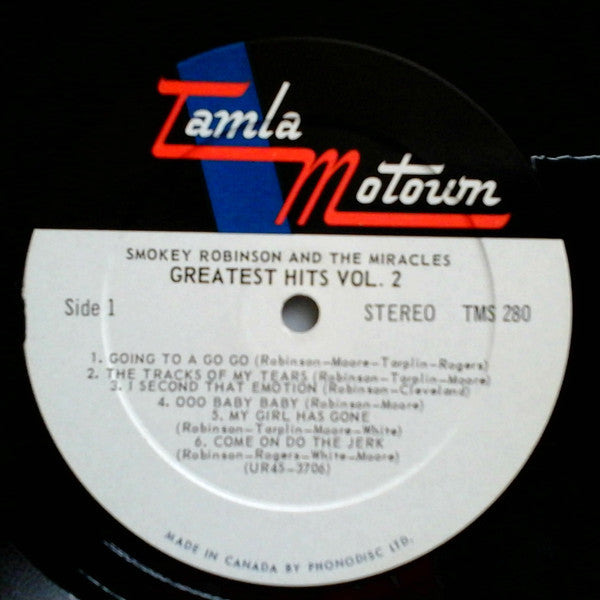 Tamla
Motown
SMOKEY ROBINSON AND THE MIRACLES
GREATEST HITS VOL. 2
Side 1 STEREO TMS 280
1. GOING TO A GO GO (Robinson-Moore-Tarplin-Rogers)
2. THE TRACKS OF MY TEARS (Robinson-Tarplin-Moore)
3. I SECOND THAT EMOTION (Robinson-Cleveland)
4. OOO BABY BABY (Robinson-Moore)
5. MY GIRL HAS GONE
(Robinson-Tarplin-Moore-White)
6. COME ON DO THE JERK
(Robinson-Rogers-White-Moore)
(UR45-3706)
MADE IN CANADA BY PHONODISC LTD.